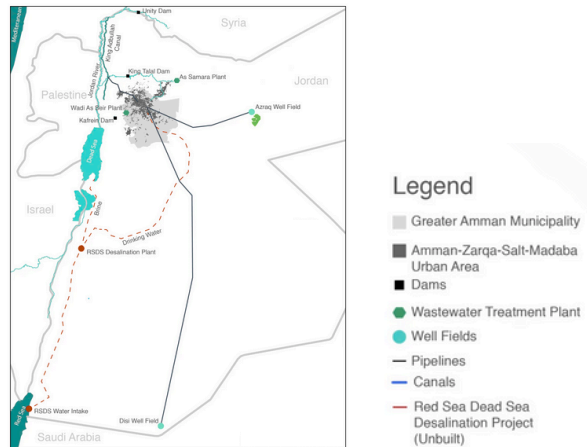 Mediterranean
Unity Dam
Syria
King Abdullah
Canal
Jordan River
King Talal Dam
As Samara Plant
Jordan
Palestine
Wadi As Seir Plant
Azraq Well Field
Kafrein Dam
Dead Sea
Israel
Brine
Drinking Water
RSDS Desalination Plant
Red Sea
RSDS Water Intake
Disi Well Field
Saudi Arabia
Legend
Greater Amman Municipality
Amman-Zarqa-Salt-Madaba
Urban Area
Dams
Wastewater Treatment Plant
Well Fields
Pipelines
Canals
Red Sea Dead Sea
Desalination Project
(Unbuilt)